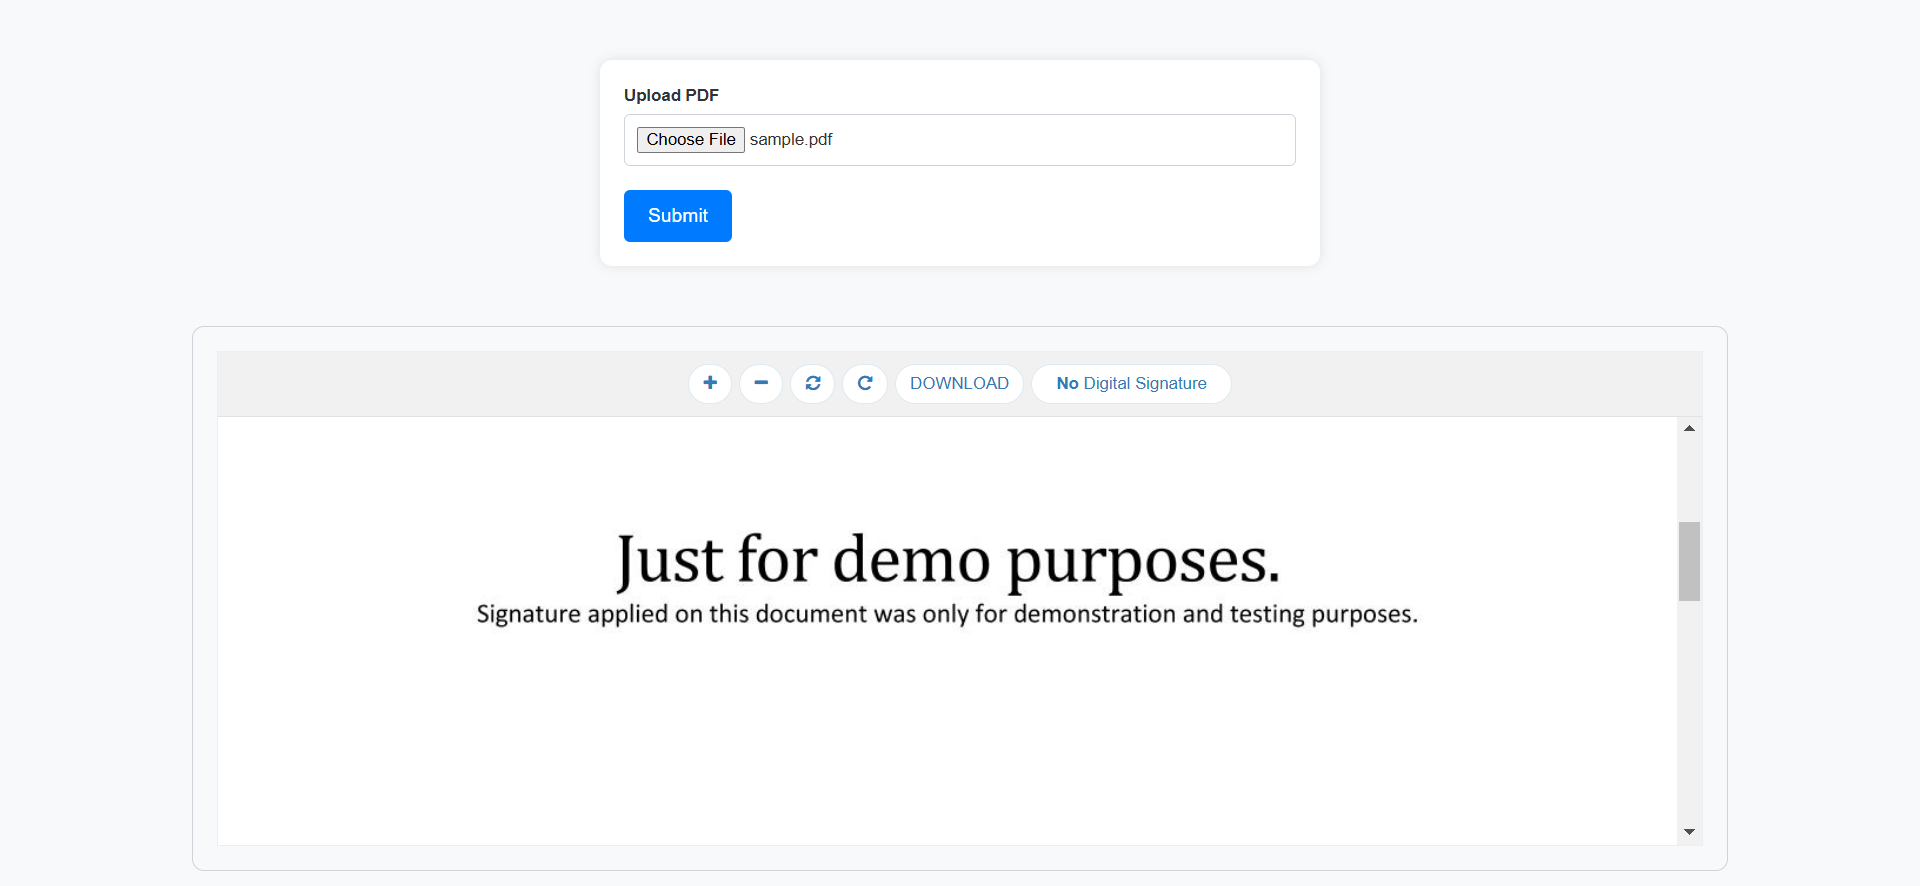 Upload PDF
Choose File sample.pdf
Submit
DOWNLOAD
No Digital Signature
Just for demo purposes.
Signature applied on this document was only for demonstration and testing purposes.